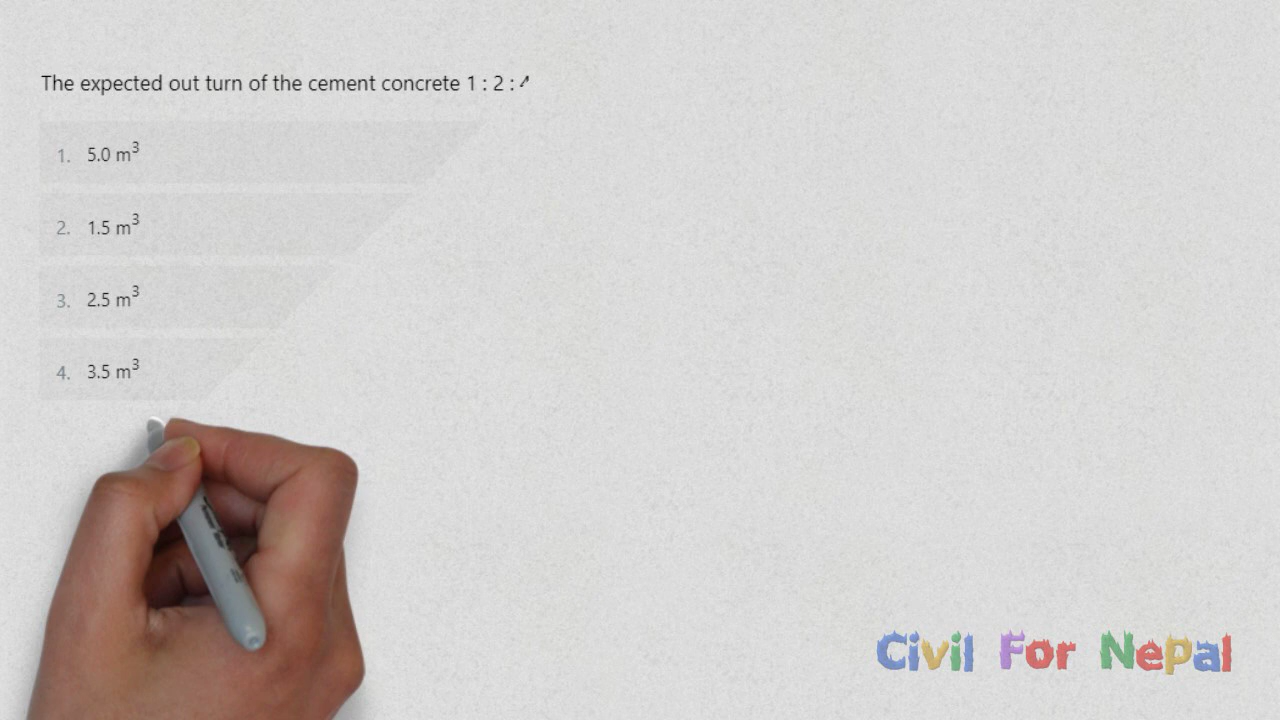 The expected out turn of the cement concrete 1 : 2 :
1. 5.0 m³
2. 1.5 m³
3. 2.5 m³
4. 3.5 m³
Civil For Nepal